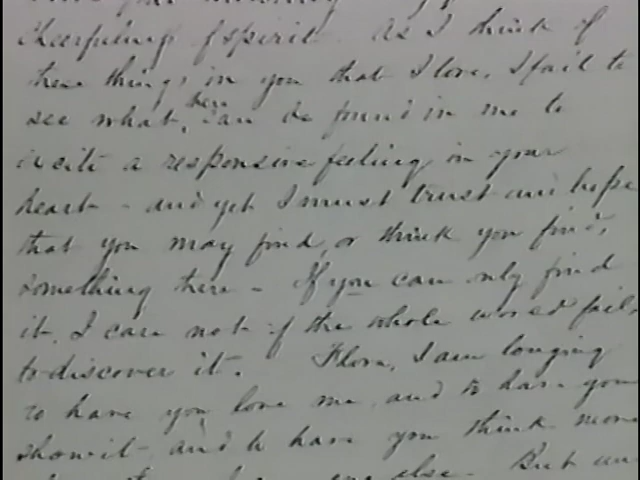 cheerfulness of spirit. As I think of
these things in you that I love, I fail to
see what, there can be found in me to
excite a responsive feeling in your
heart - and yet I must trust and hope
that you may find, or think you find,
something there - If you can only find
it, I care not if the whole world fails
to discover it. Flora, I am longing
to have you love me, and to have you
show it - and to have you think more
else - But